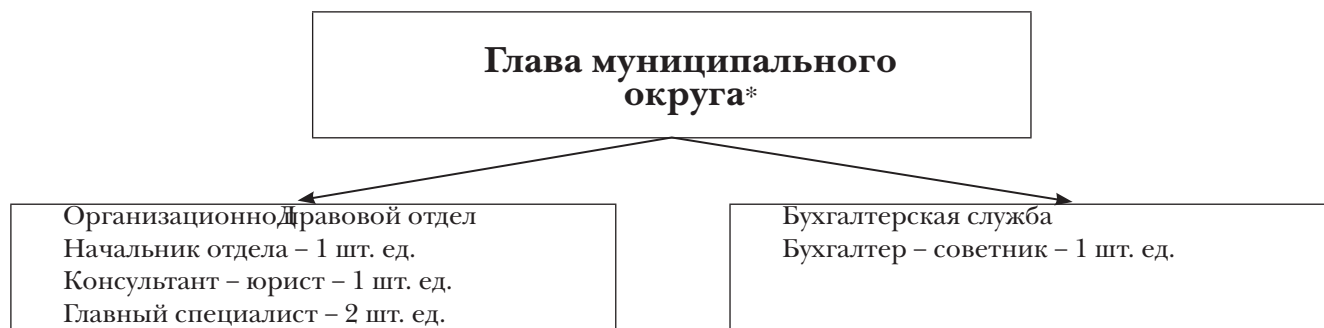 Глава муниципального
округа*
Организационно правовой отдел
Начальник отдела – 1 шт. ед.
Консультант – юрист – 1 шт. ед.
Главный специалист – 2 шт. ед.
Бухгалтерская служба
Бухгалтер – советник – 1 шт. ед.